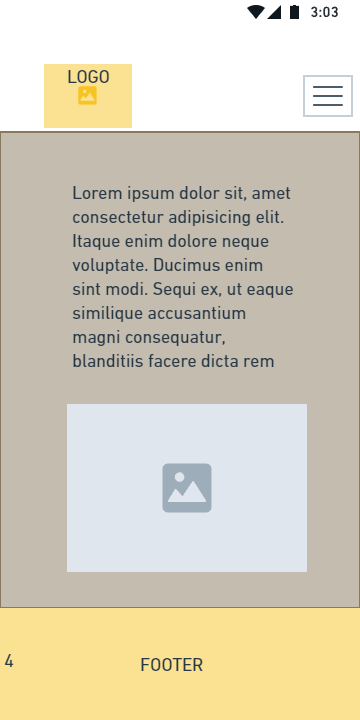 3:03
LOGO
Lorem ipsum dolor sit, amet
consectetur adipisicing elit.
Itaque enim dolore neque
voluptate. Ducimus enim
sint modi. Sequi ex, ut eaque
similique accusantium
magni consequatur,
blanditiis facere dicta rem
4
FOOTER